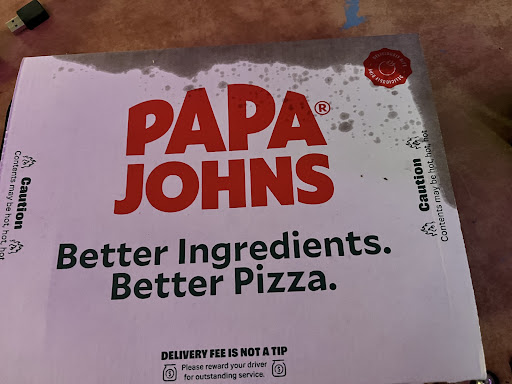 PAPA®
JOHNS
Better Ingredients.
Better Pizza.
Caution
Contents may be hot, hot, hot
Caution
Contents may be hot, hot, hot
DELIVERY FEE IS NOT A TIP
Please reward your driver
for outstanding service.